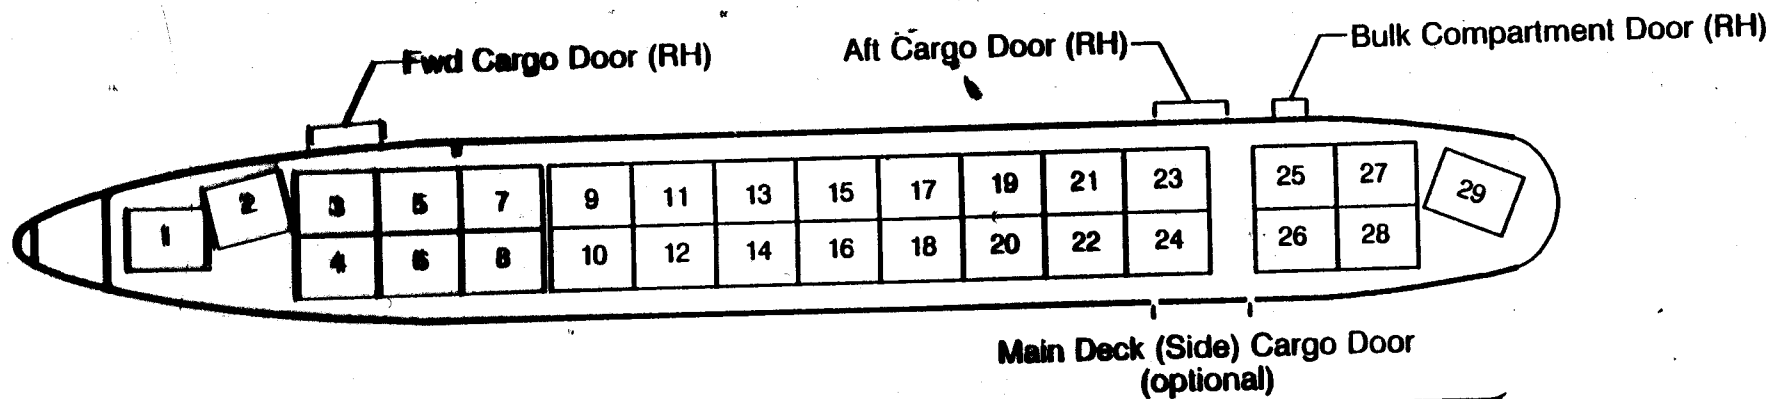 Fwd Cargo Door (RH)
Aft Cargo Door (RH)
Bulk Compartment Door (RH)
1
2
3 5 7 9 11 13 15 17 19 21 23 25 27 29
4 6 8 10 12 14 16 18 20 22 24 26 28
Main Deck (Side) Cargo Door
(optional)